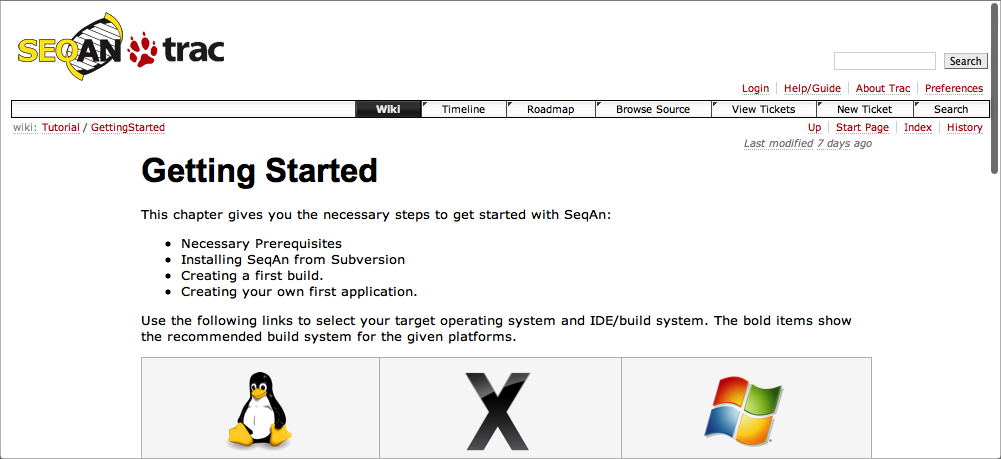 SEQAN trac
Search
Login Help/Guide About Trac Preferences
Wiki Timeline Roadmap Browse Source View Tickets New Ticket Search
wiki: Tutorial / GettingStarted Up Start Page Index History
Last modified 7 days ago
Getting Started
This chapter gives you the necessary steps to get started with SeqAn:
• Necessary Prerequisites
• Installing SeqAn from Subversion
• Creating a first build.
• Creating your own first application.
Use the following links to select your target operating system and IDE/build system. The bold items show
the recommended build system for the given platforms.
X